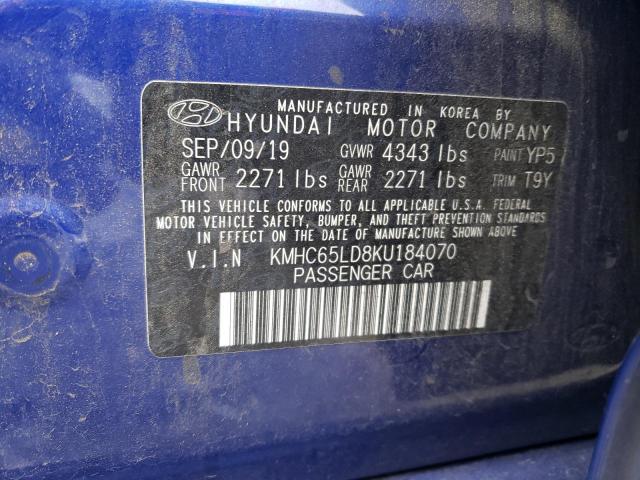 MANUFACTURED IN KOREA BY
HYUNDAI MOTOR COMPANY
SEP/09/19 GVWR 4343 lbs PAINT YP5
GAWR FRONT 2271 lbs GAWR REAR 2271 lbs TRIM T9Y
THIS VEHICLE CONFORMS TO ALL APPLICABLE U.S.A. FEDERAL
MOTOR VEHICLE SAFETY, BUMPER, AND THEFT PREVENTION STANDARDS
IN EFFECT ON THE DATE OF MANUFACTURE SHOWN ABOVE.
V.I.N KMHC65LD8KU184070
PASSENGER CAR